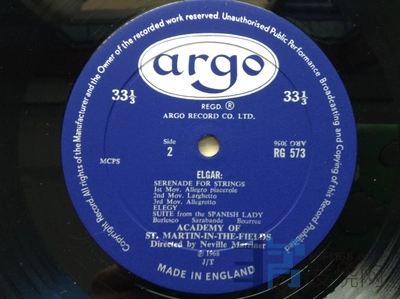 Copyright Record. All rights of the Manufacturer and the Owner of the recorded work reserved. Unauthorised Public Performance Broadcasting and Copying of this Record Prohibited
argo
33⅓
REGD. ®
33⅓
ARGO RECORD CO. LTD.
Side
2
ARG 3056
RG 573
MCPS
ELGAR:
SERENADE FOR STRINGS
1st Mov. Allegro piacevole
2nd Mov. Larghetto
3rd Mov. Allegretto
ELEGY
SUITE from the SPANISH LADY
Burlesco Sarabande Bourree
ACADEMY OF
ST. MARTIN-IN-THE-FIELDS
Directed by Neville Marriner
Ⓟ 1968
J/T
MADE IN ENGLAND